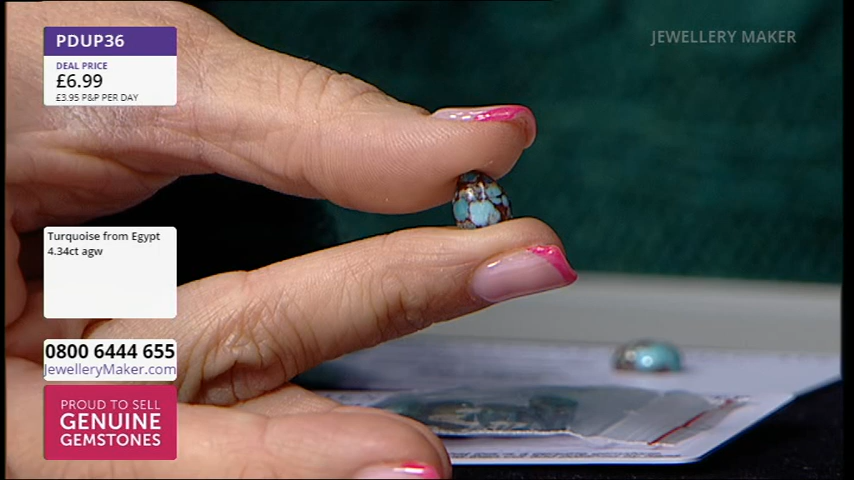 PDUP36
DEAL PRICE
£6.99
£3.95 P&P PER DAY
JEWELLERY MAKER
Turquoise from Egypt
4.34ct agw
0800 6444 655
JewelleryMaker.com
PROUD TO SELL
GENUINE
GEMSTONES